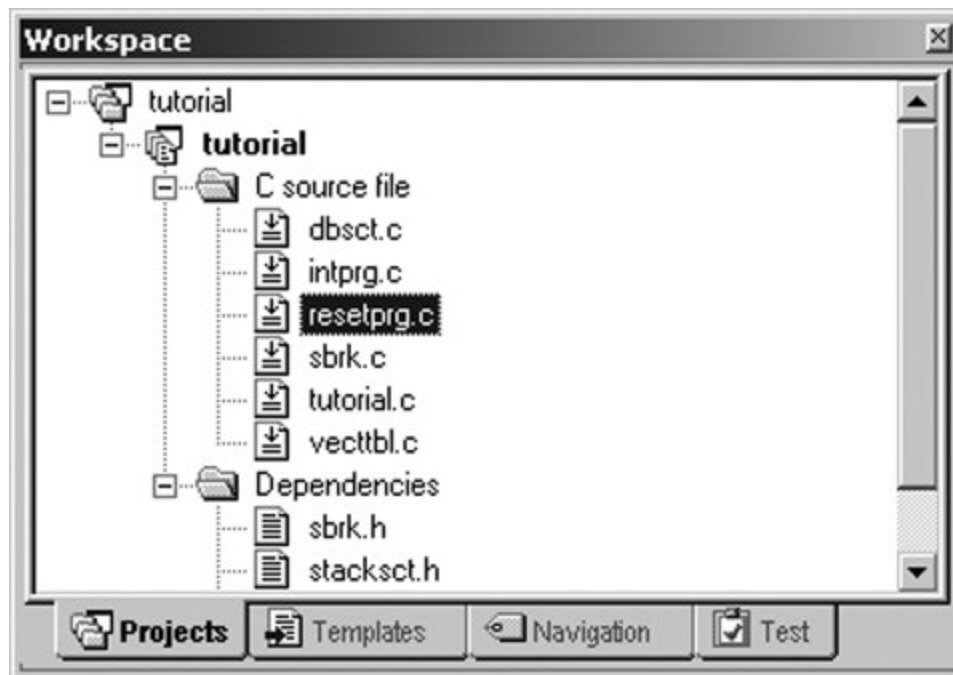 Workspace
tutorial
tutorial
C source file
dbsct.c
intprg.c
resetprg.c
sbrk.c
tutorial.c
vecttbl.c
Dependencies
sbrk.h
stacksct.h
Projects Templates Navigation Test